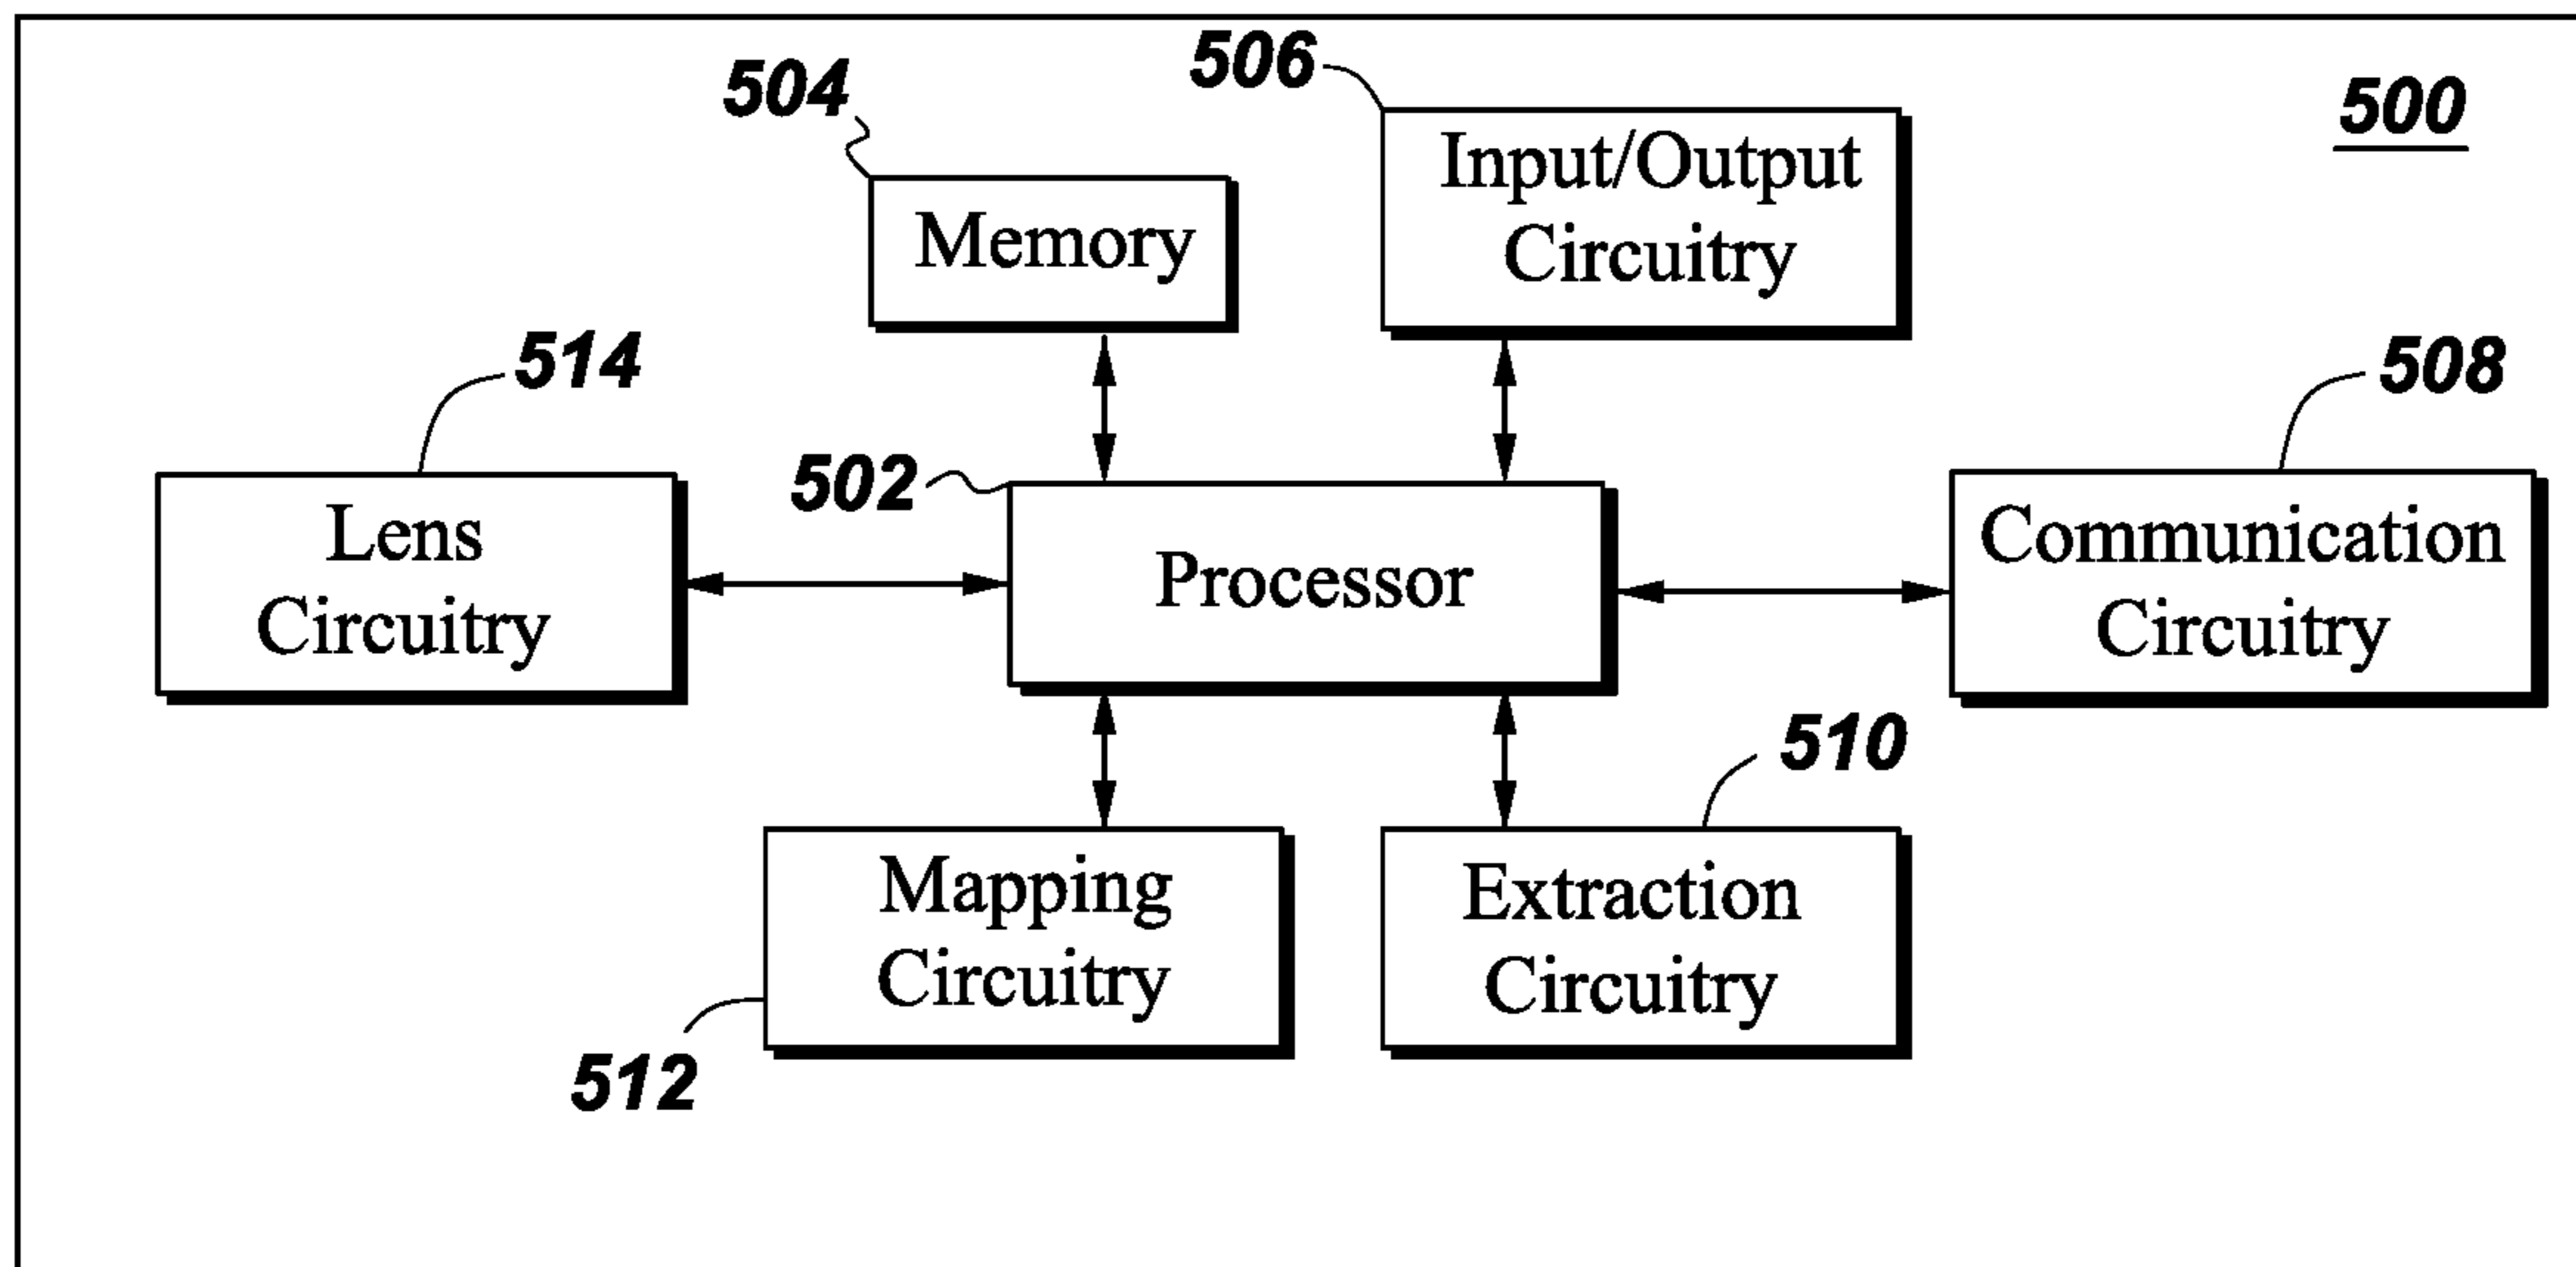 506
504
500
Input/Output
Circuitry
Memory
514
508
502
Lens
Circuitry
Processor
Communication
Circuitry
510
Mapping
Circuitry
Extraction
Circuitry
512